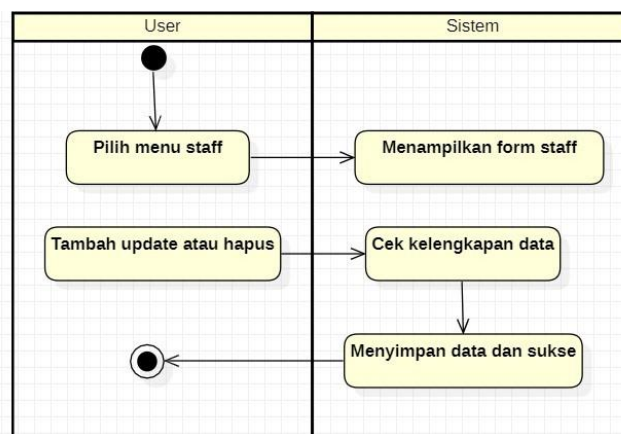 User
Sistem
Pilih menu staff
Menampilkan form staff
Tambah update atau hapus
Cek kelengkapan data
Menyimpan data dan sukse